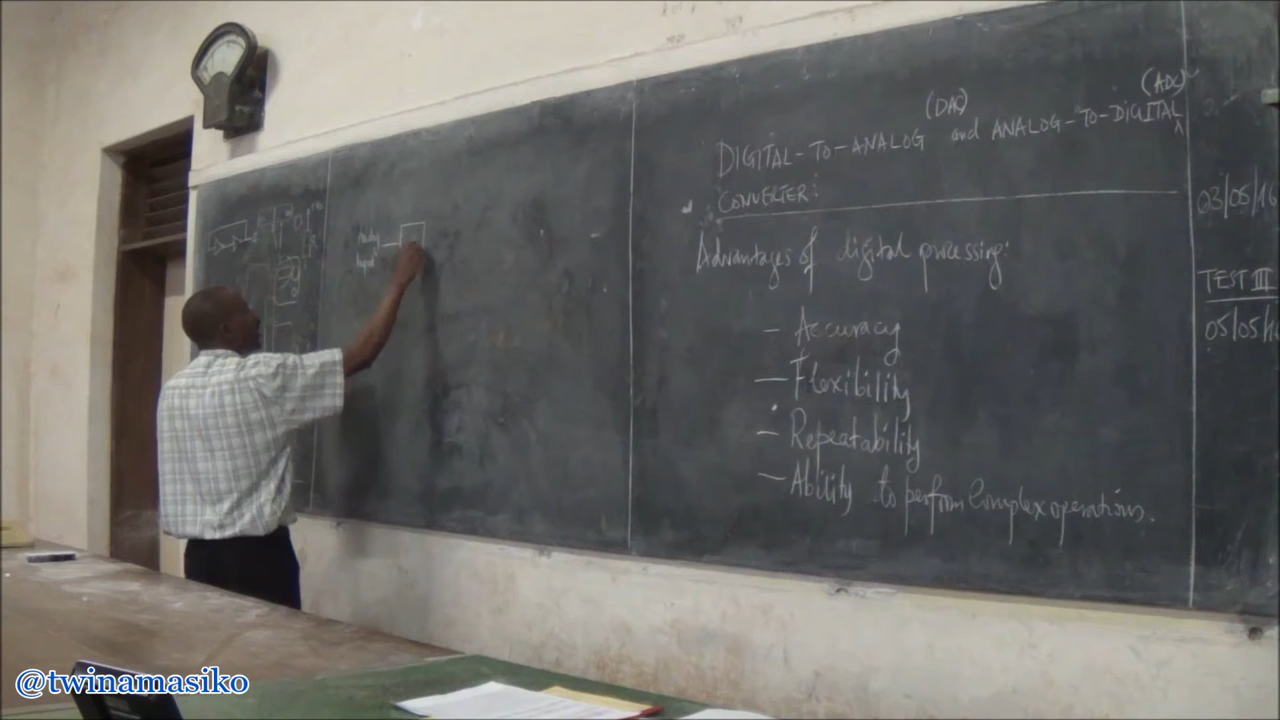 (DAC)
(ADC)
DIGITAL-TO-ANALOG and ANALOG-TO-DIGITAL
CONVERTER:
Advantages of digital processing:
- Accuracy
- Flexibility
- Repeatability
- Ability to perform Complex operations.
03/05/16
TEST III
05/05/1
@twinamasiko